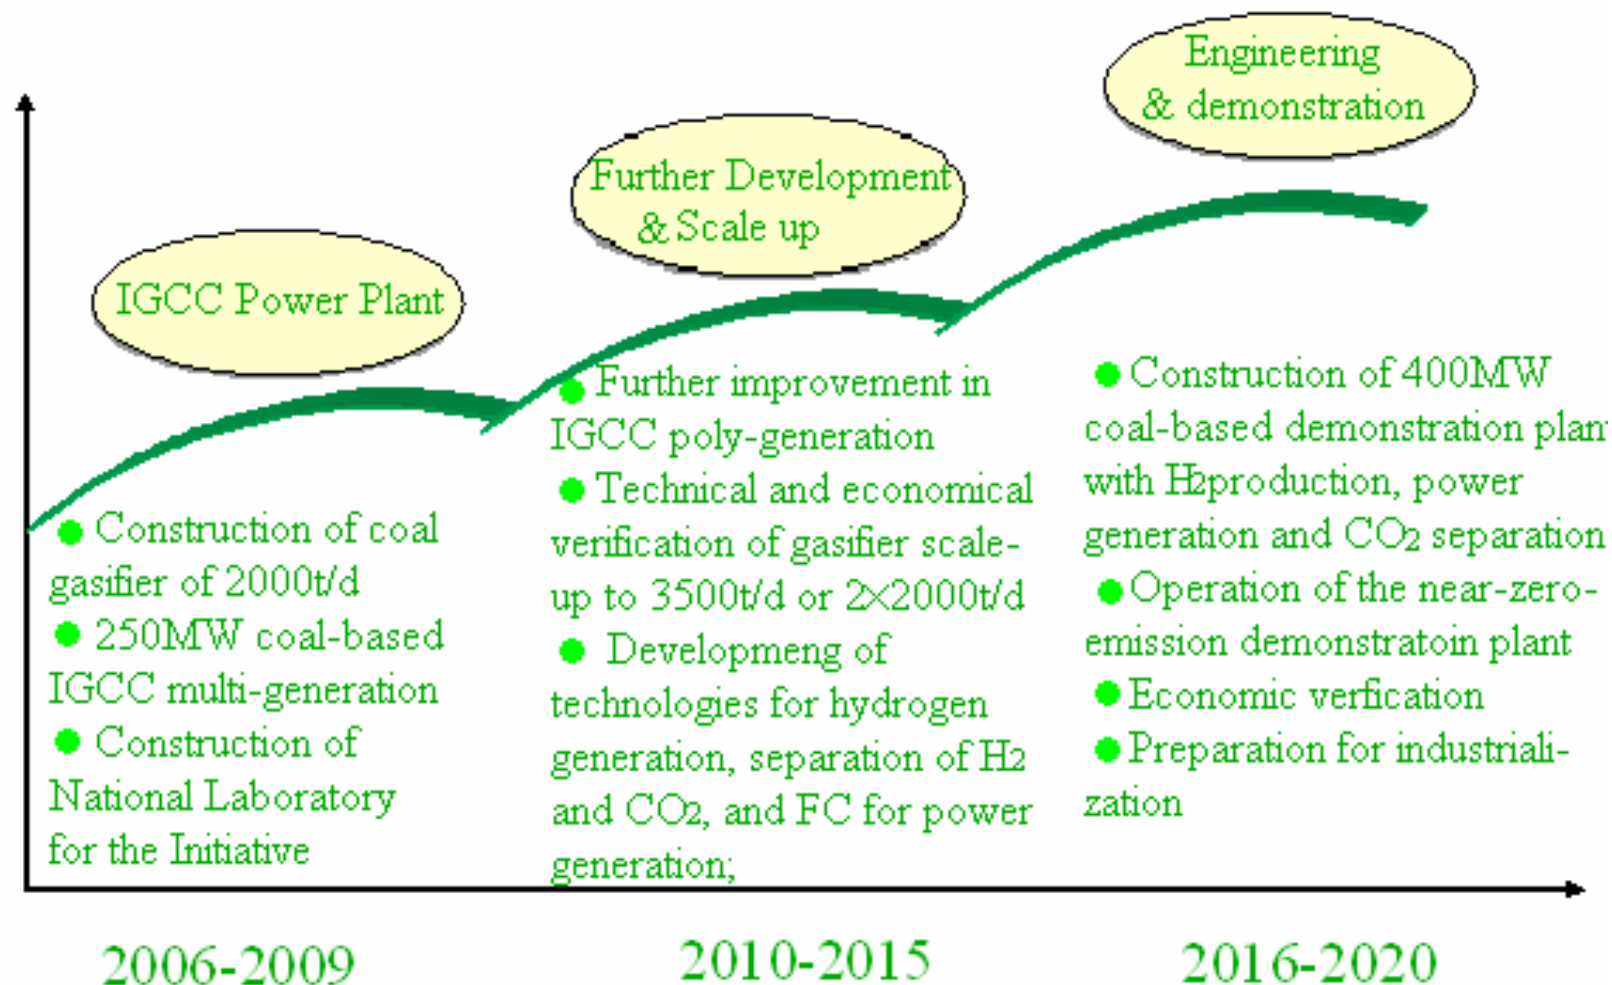 IGCC Power Plant
Further Development
& Scale up
Engineering
& demonstration
Construction of coal
gasifier of 2000t/d
250MW coal-based
IGCC multi-generation
Construction of
National Laboratory
for the Initiative
Further improvement in
IGCC poly-generation
Technical and economical
verification of gasifier scale-
up to 3500t/d or 2×2000t/d
Developmeng of
technologies for hydrogen
generation, separation of H2
and CO2, and FC for power
generation;
Construction of 400MW
coal-based demonstration plant
with H2production, power
generation and CO2 separation
Operation of the near-zero-
emission demonstratoin plant
Economic verfication
Preparation for industriali-
zation
2006-2009
2010-2015
2016-2020